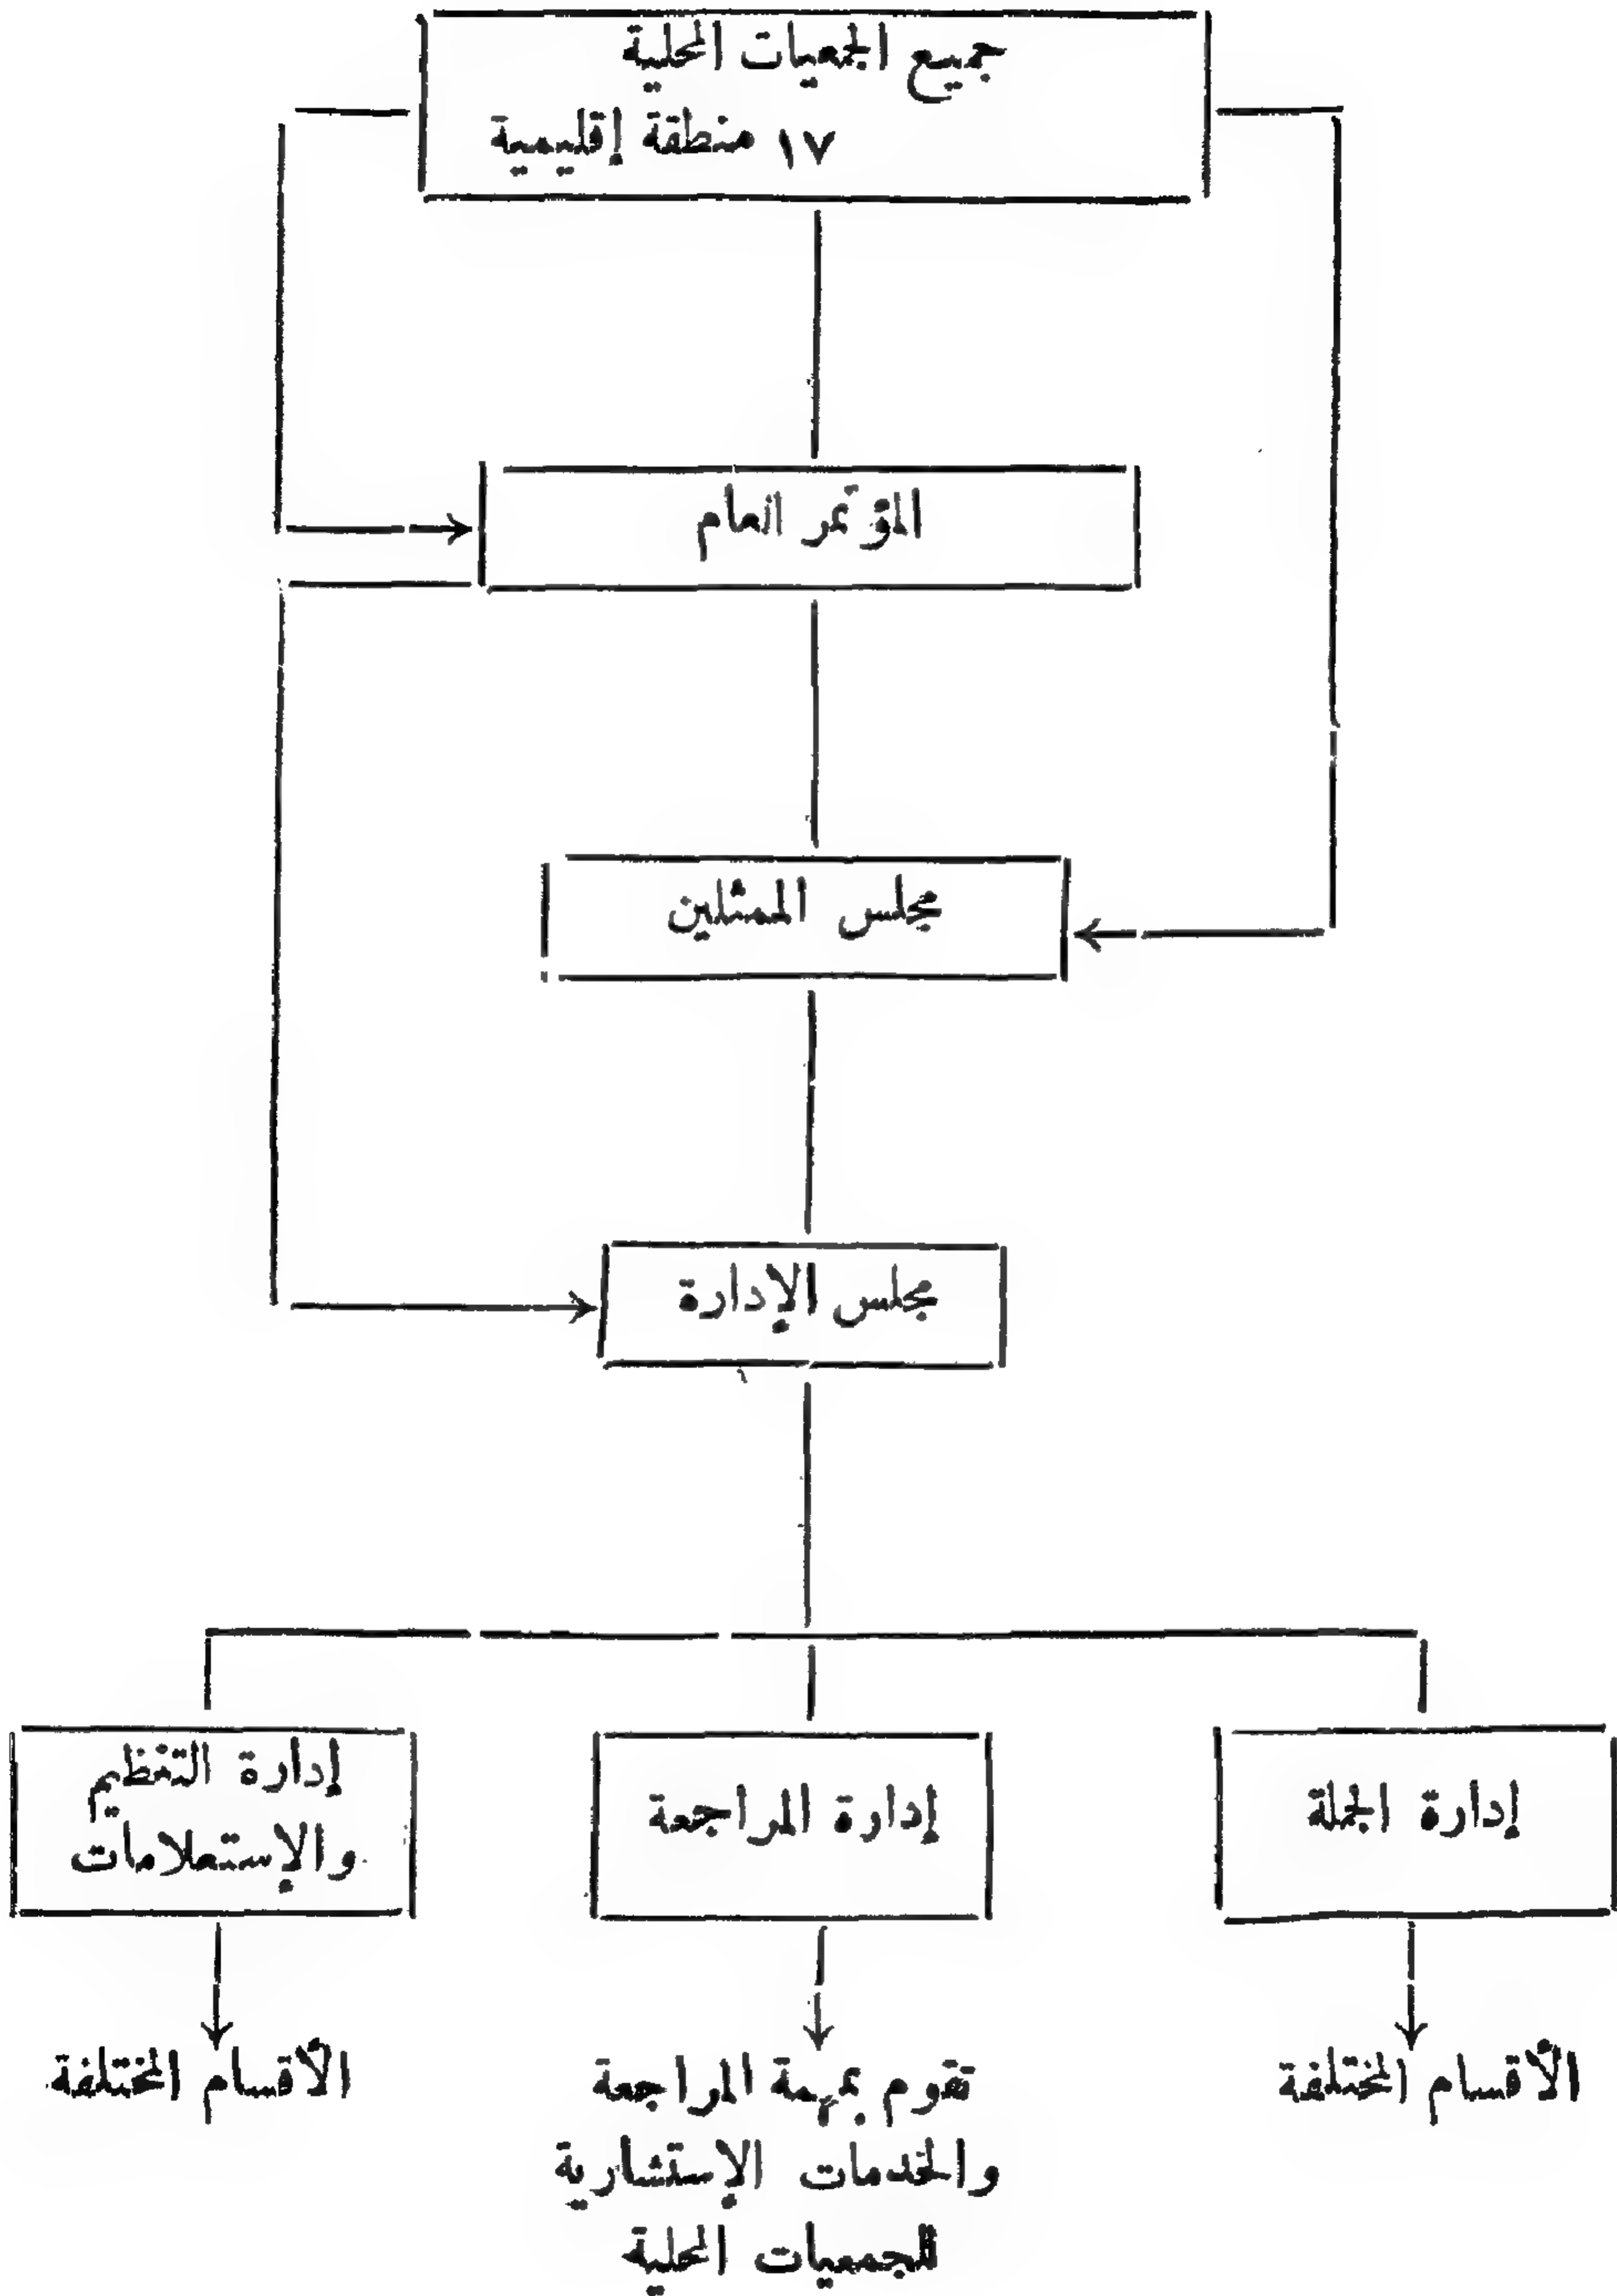 جميع الجمعيات المحلية
١٧ منطقة إقليمية
المؤتمر العام
مجلس الممثلين
مجلس الإدارة
إدارة الجملة
إدارة المراجعة
إدارة التنظيم
والإستعلامات
الأقسام المختلفة
تقوم بمهمة المراجعة
والخدمات الإستشارية
للجمعيات المحلية
الأقسام المختلفة